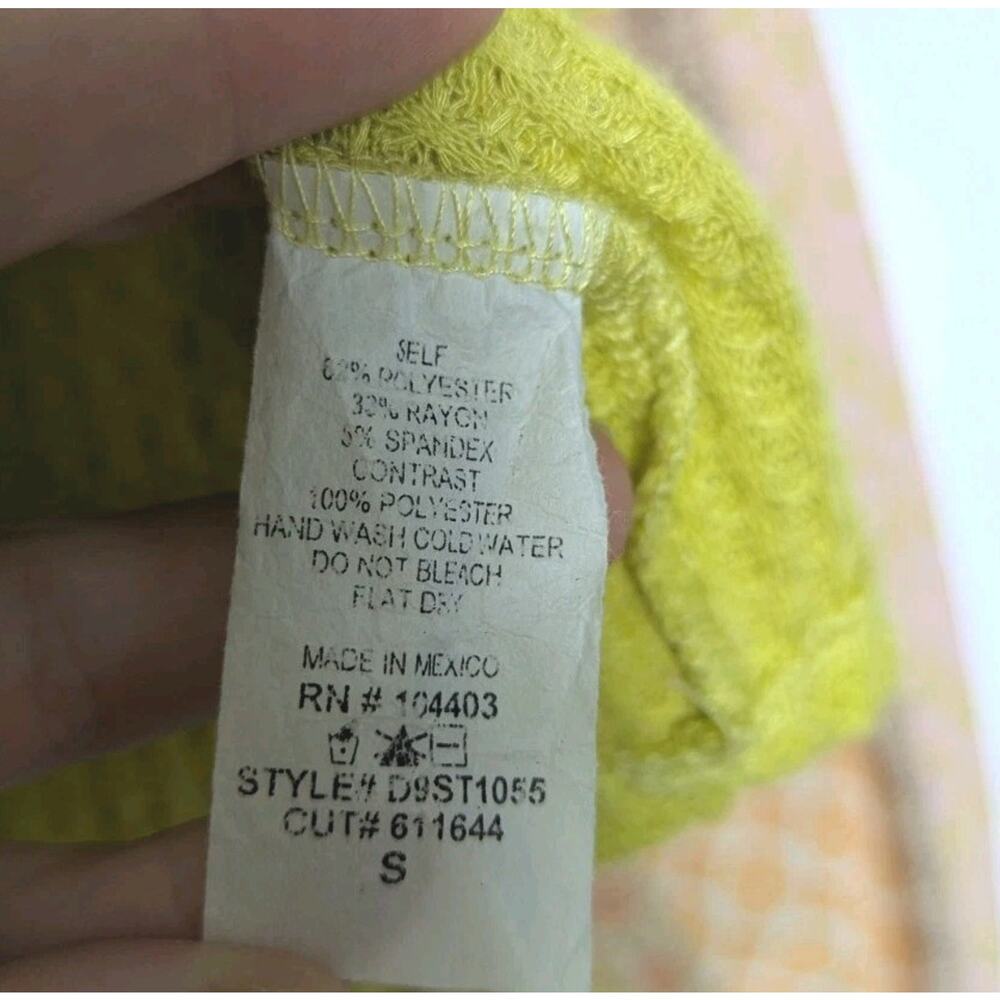 SELF
62% POLYESTER
33% RAYON
5% SPANDEX
CONTRAST
100% POLYESTER
HAND WASH COLD WATER
DO NOT BLEACH
FLAT DRY
MADE IN MEXICO
RN # 104403
STYLE# D9ST1055
CUT# 611644
S